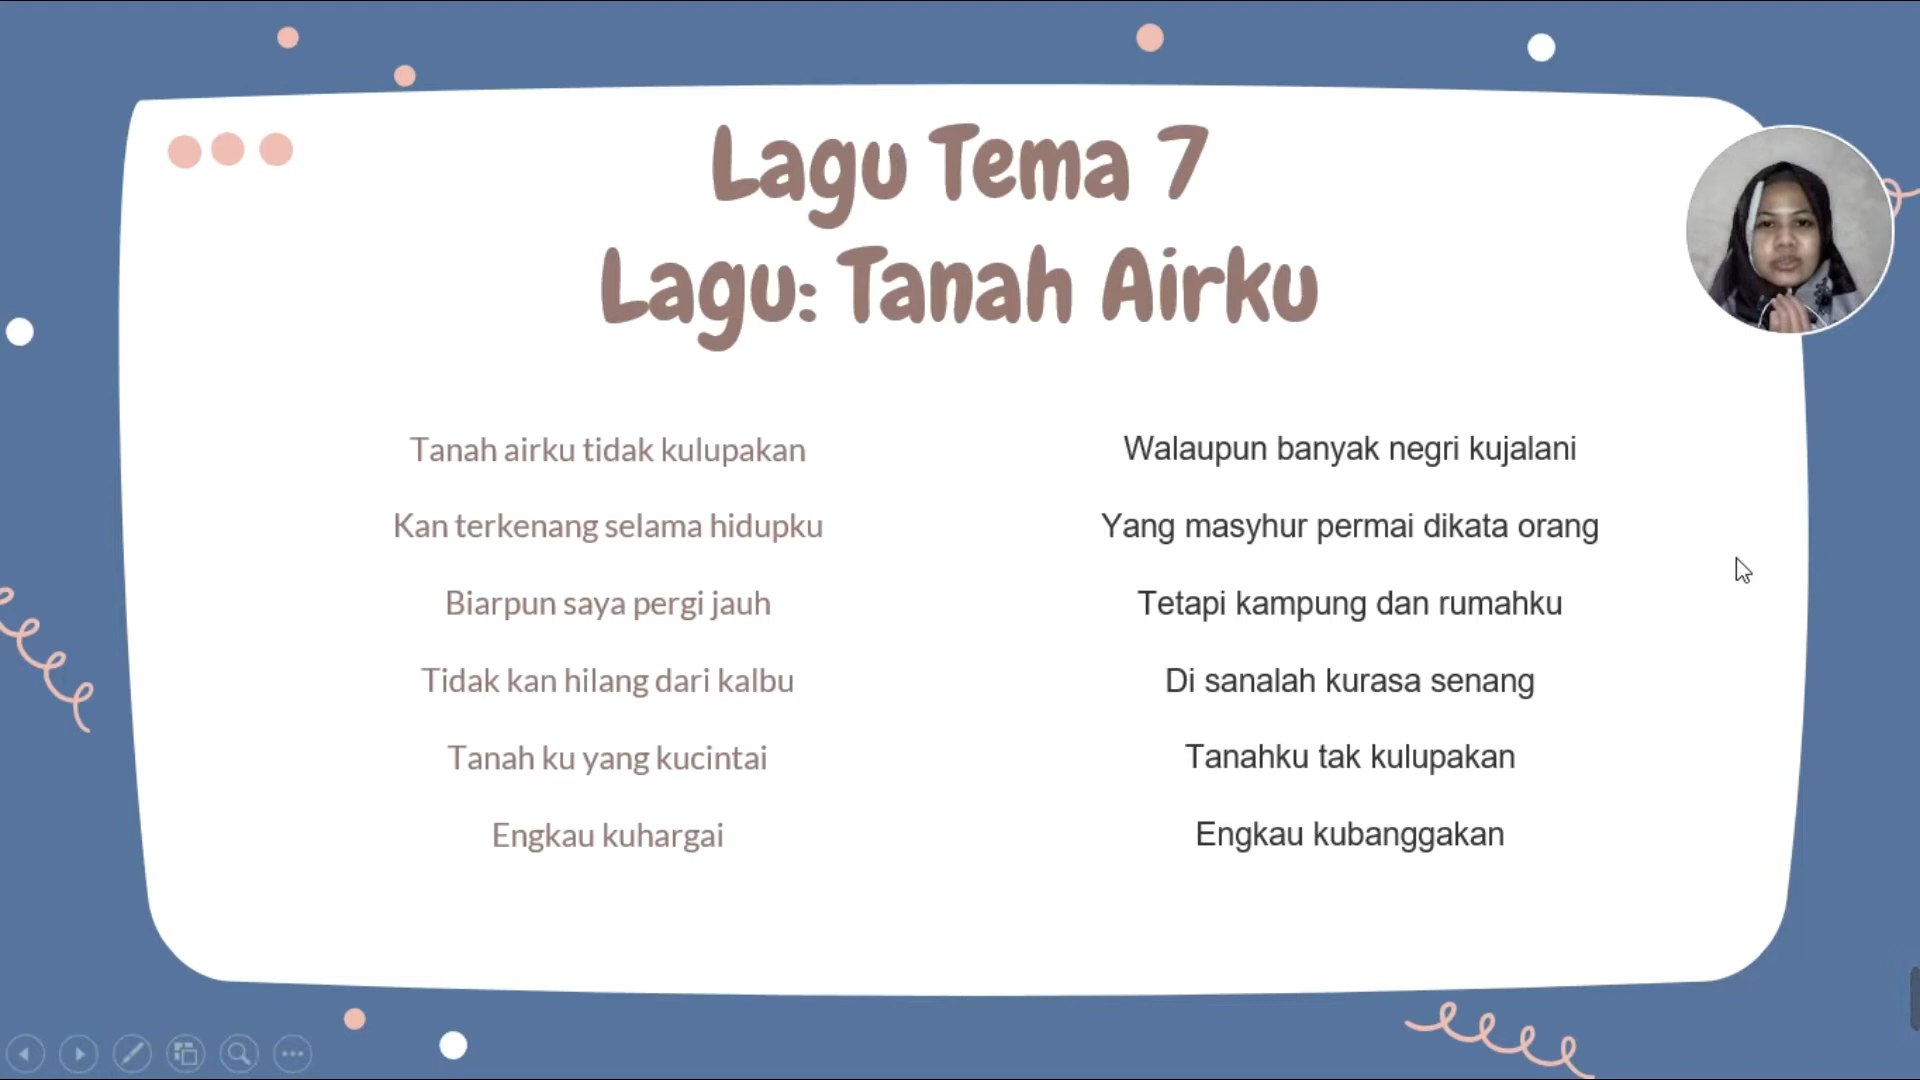 Lagu Tema 7
Lagu: Tanah Airku
Tanah airku tidak kulupakan
Kan terkenang selama hidupku
Biarpun saya pergi jauh
Tidak kan hilang dari kalbu
Tanah ku yang kucintai
Engkau kuhargai
Walaupun banyak negri kujalani
Yang masyhur permai dikata orang
Tetapi kampung dan rumahku
Di sanalah kurasa senang
Tanahku tak kulupakan
Engkau kubanggakan